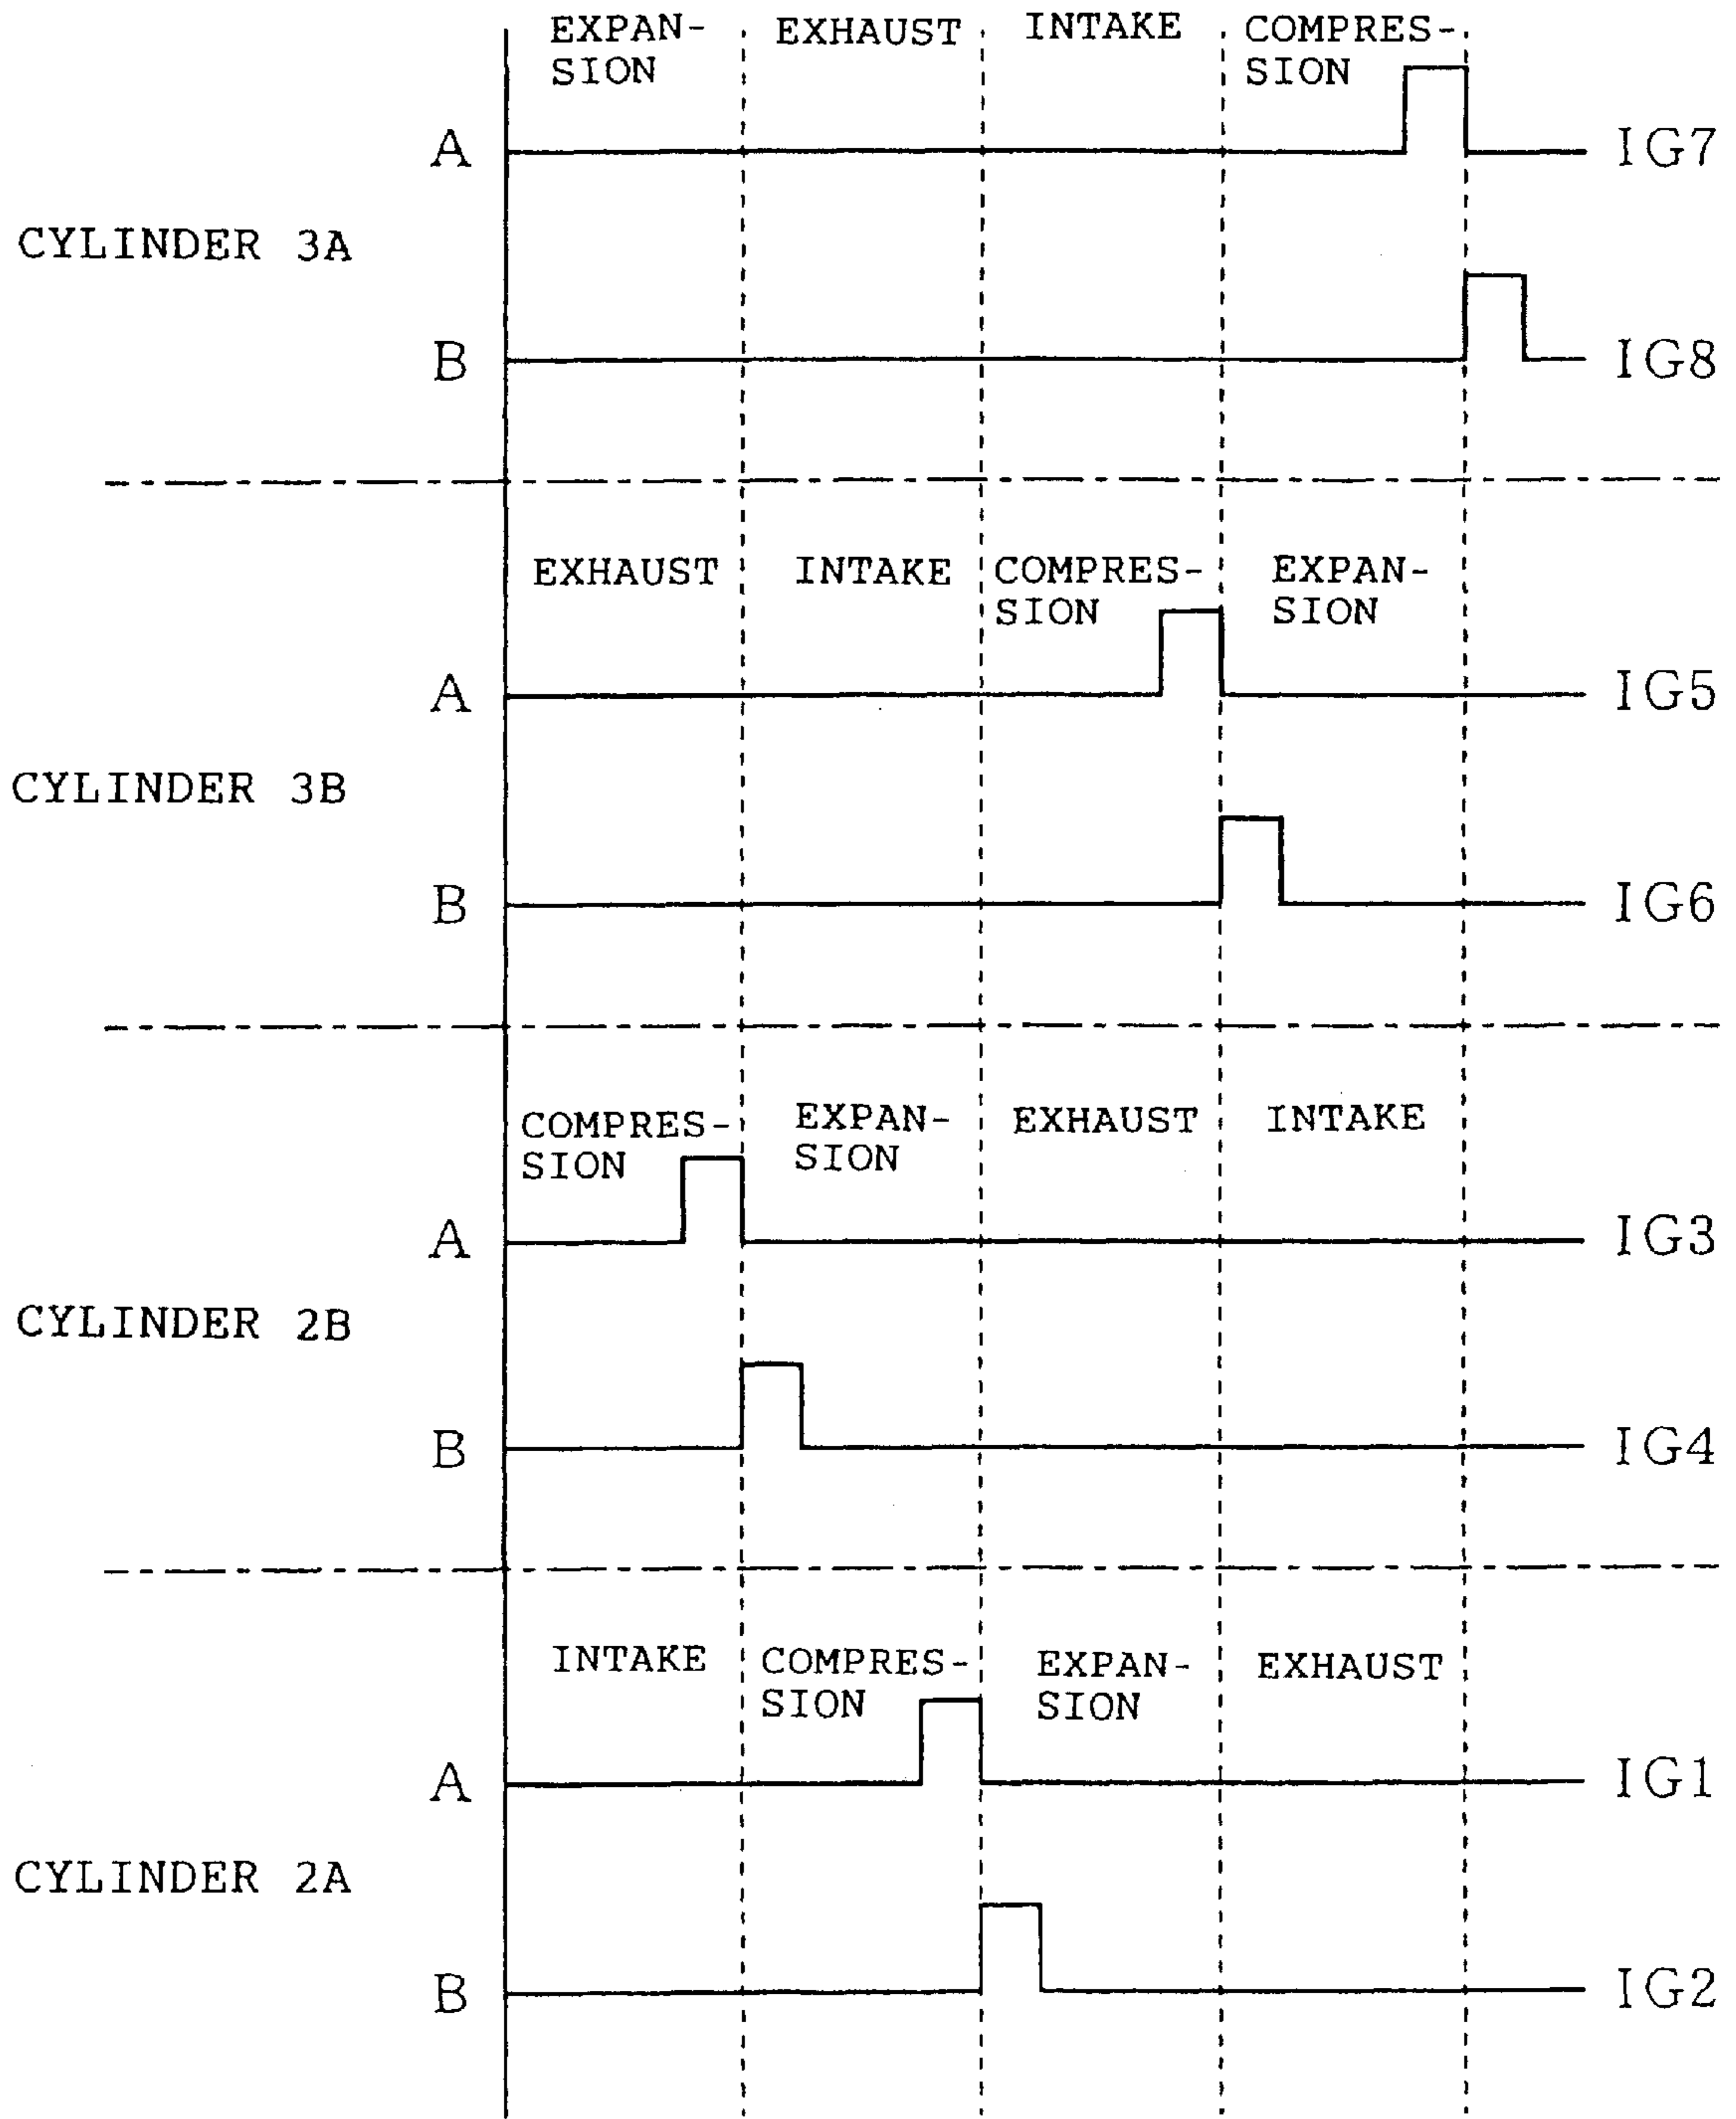 EXPAN-
SION
EXHAUST
INTAKE
COMPRES-
SION
A
IG7
CYLINDER 3A
B
IG8
EXHAUST
INTAKE
COMPRES-
SION
EXPAN-
SION
A
IG5
CYLINDER 3B
B
IG6
COMPRES-
SION
EXPAN-
SION
EXHAUST
INTAKE
A
IG3
CYLINDER 2B
B
IG4
INTAKE
COMPRES-
SION
EXPAN-
SION
EXHAUST
A
IG1
CYLINDER 2A
B
IG2